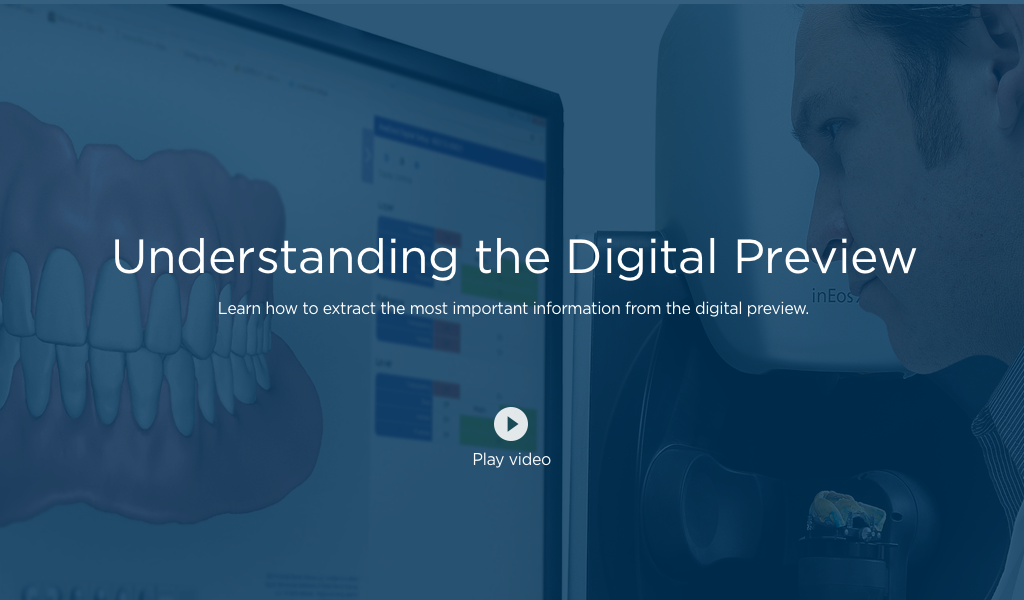 Understanding the Digital Preview
Learn how to extract the most important information from the digital preview.
inEos
Play video